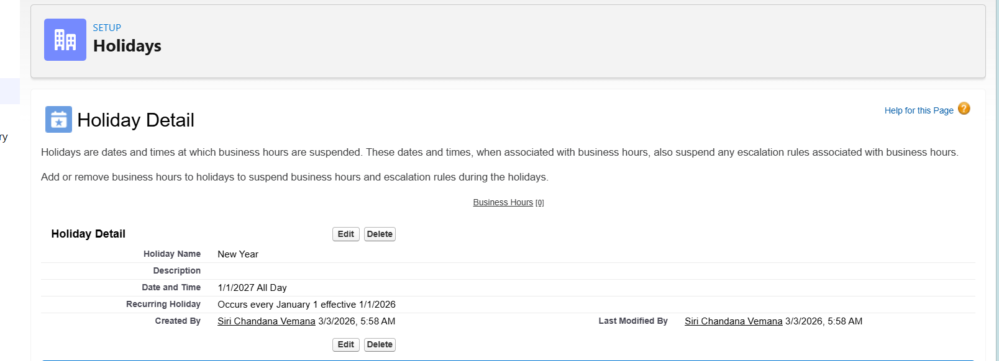 SETUP
Holidays
Holiday Detail
Help for this Page ?
ry
Holidays are dates and times at which business hours are suspended. These dates and times, when associated with business hours, also suspend any escalation rules associated with business hours.
Add or remove business hours to holidays to suspend business hours and escalation rules during the holidays.
Business Hours [0]
Holiday Detail Edit Delete
Holiday Name New Year
Description
Date and Time 1/1/2027 All Day
Recurring Holiday Occurs every January 1 effective 1/1/2026
Created By Siri Chandana Vemana 3/3/2026, 5:58 AM Last Modified By Siri Chandana Vemana 3/3/2026, 5:58 AM
Edit Delete